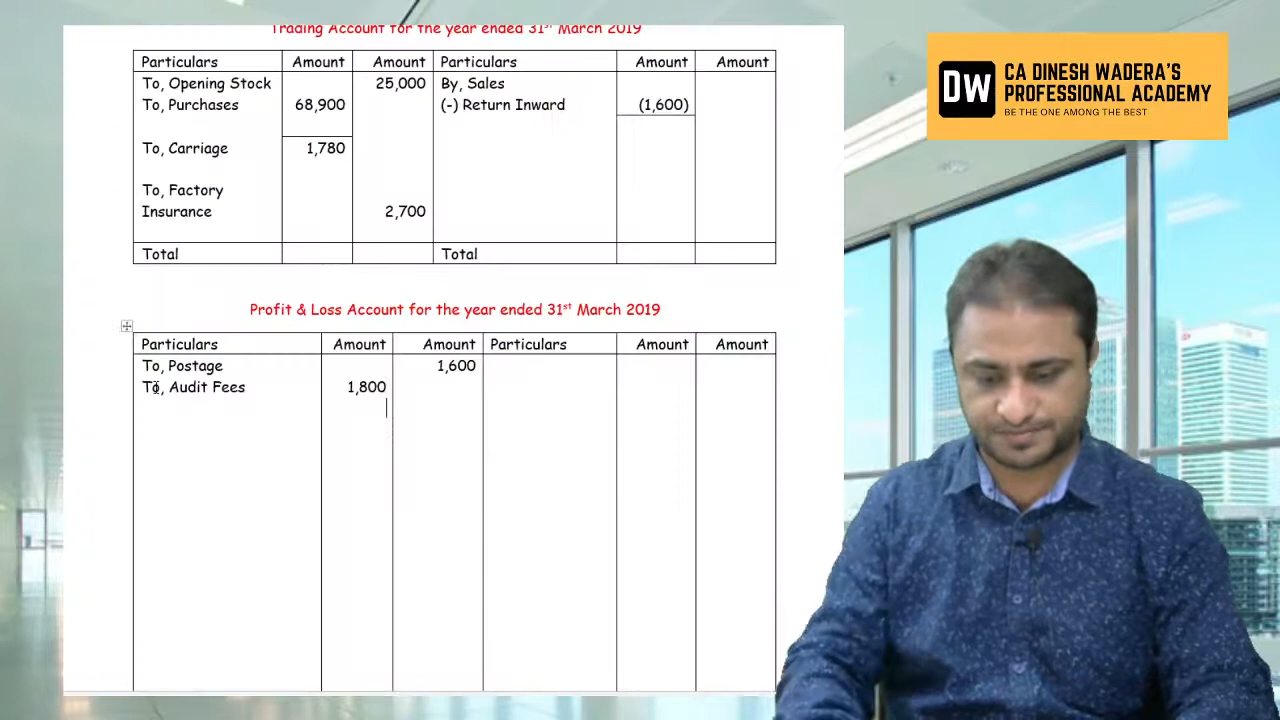 Trading Account for the year ended 31st March 2019
Particulars Amount Amount Particulars Amount Amount
To, Opening Stock 25,000 By, Sales
To, Purchases 68,900 (-) Return Inward (1,600)
To, Carriage 1,780
To, Factory
Insurance 2,700
Total Total
Profit & Loss Account for the year ended 31st March 2019
Particulars Amount Amount Particulars Amount Amount
To, Postage 1,600
To, Audit Fees 1,800
DW
CA DINESH WADERA'S
PROFESSIONAL ACADEMY
BE THE ONE AMONG THE BEST